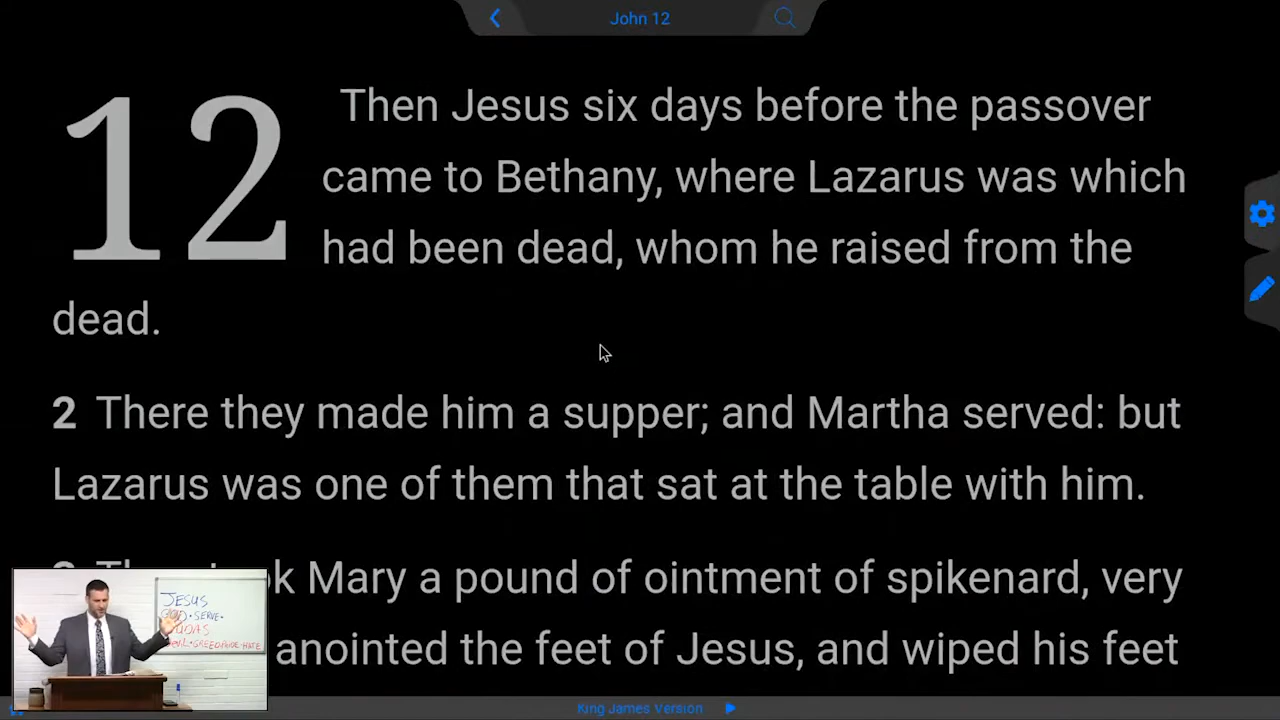 John 12
12 Then Jesus six days before the passover
came to Bethany, where Lazarus was which
had been dead, whom he raised from the
dead.
2 There they made him a supper; and Martha served: but
Lazarus was one of them that sat at the table with him.
Mary a pound of ointment of spikenard, very
anointed the feet of Jesus, and wiped his feet
JESUS
SERVE
King James Version